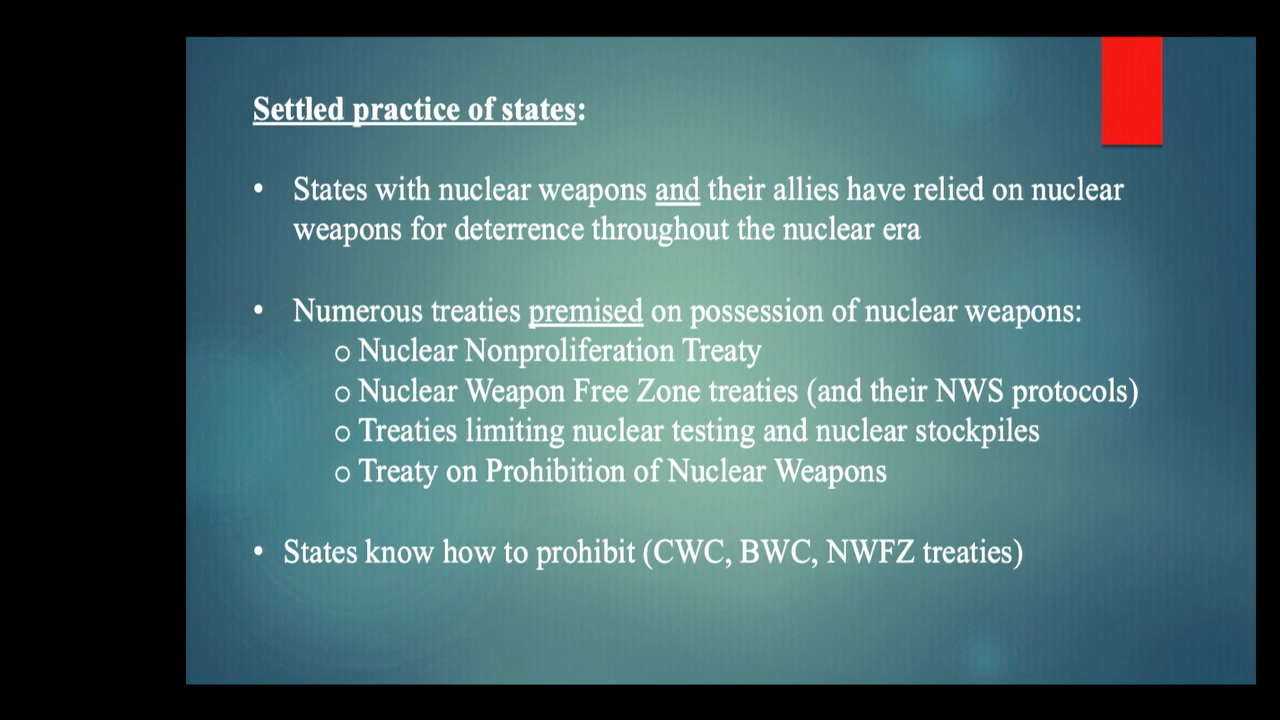 Settled practice of states:
• States with nuclear weapons and their allies have relied on nuclear
weapons for deterrence throughout the nuclear era
• Numerous treaties premised on possession of nuclear weapons:
o Nuclear Nonproliferation Treaty
o Nuclear Weapon Free Zone treaties (and their NWS protocols)
o Treaties limiting nuclear testing and nuclear stockpiles
o Treaty on Prohibition of Nuclear Weapons
• States know how to prohibit (CWC, BWC, NWFZ treaties)